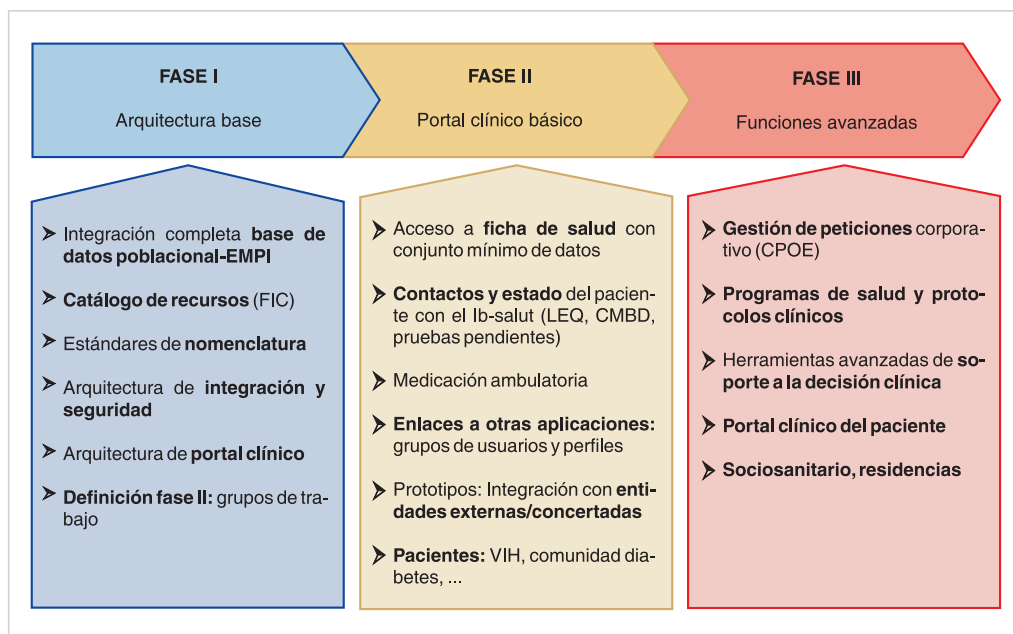 FASE I
Arquitectura base
FASE II
Portal clínico básico
FASE III
Funciones avanzadas
Integración completa base de
datos poblacional-EMPI
Catálogo de recursos (FIC)
Estándares de nomenclatura
Arquitectura de integración y
seguridad
Arquitectura de portal clínico
Definición fase II: grupos de tra-
bajo
Acceso a ficha de salud con
conjunto mínimo de datos
Contactos y estado del pacien-
te con el Ib-salut (LEQ, CMBD,
pruebas pendientes)
Medicación ambulatoria
Enlaces a otras aplicaciones:
grupos de usuarios y perfiles
Prototipos: Integración con enti-
dades externas/concertadas
Pacientes: VIH, comunidad dia-
betes, ...
Gestión de peticiones corpora-
tivo (CPOE)
Programas de salud y proto-
colos clínicos
Herramientas avanzadas de so-
porte a la decisión clínica
Portal clínico del paciente
Sociosanitario, residencias